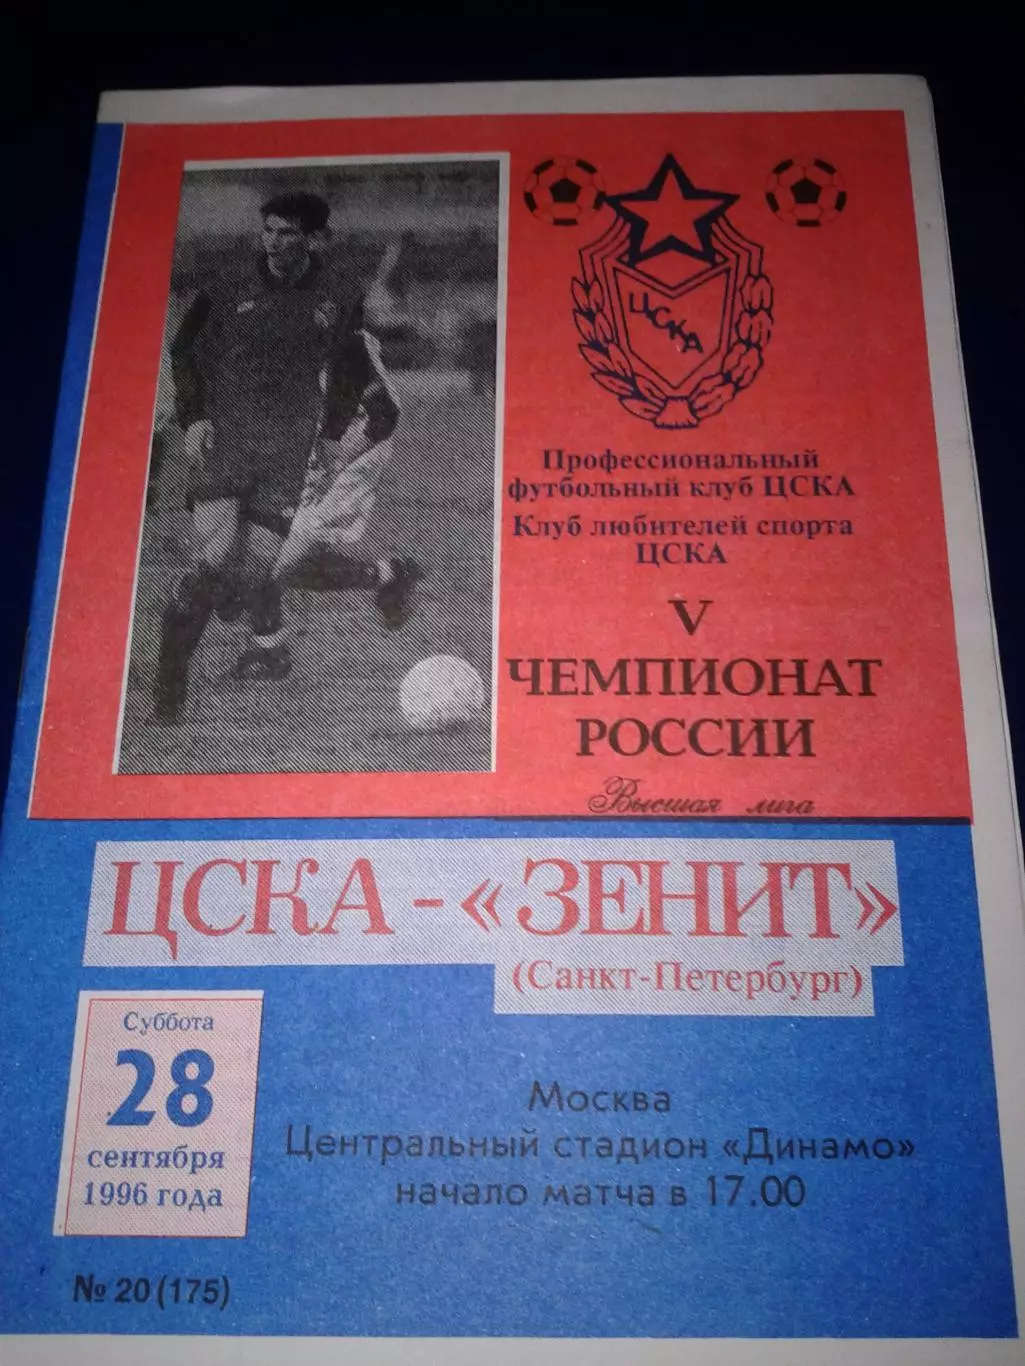 ЦСКА
Профессиональный
футбольный клуб ЦСКА
Клуб любителей спорта
ЦСКА
V
ЧЕМПИОНАТ
РОССИИ
Высшая лига
ЦСКА - «ЗЕНИТ»
(Санкт-Петербург)
Суббота
28
сентября
1996 года
Москва
Центральный стадион «Динамо»
начало матча в 17.00
№ 20 (175)